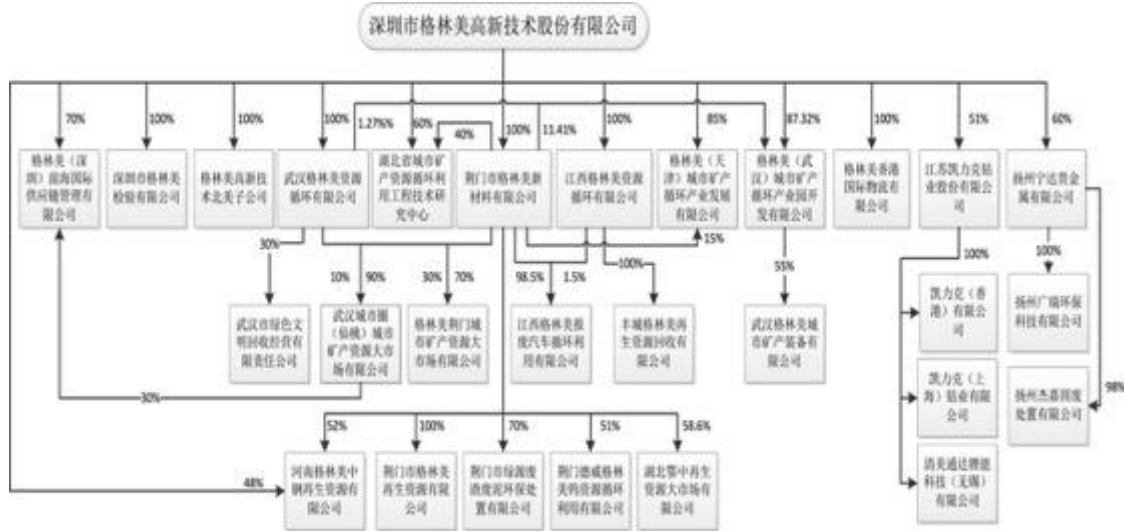 深圳市格林美高新技术股份有限公司
70%
100%
100%
100%
1.27%%
60%
40%
100%
11.41%
100%
85%
87.32%
100%
51%
60%
格林美（深
圳）前海国际
供应链管理有
限公司
深圳市格林美
检验有限公司
格林美高新技
术北美子公司
武汉格林美资源
循环有限公司
湖北省城市矿
产资源循环利
用工程技术研
究中心
荆门市格林美新
材料有限公司
江西格林美资源
循环有限公司
格林美（天
津）城市矿产
循环产业发展
有限公司
格林美（武
汉）城市矿产
循环产业园开
发有限公司
格林美香港
国际物流有
限公司
江苏凯力克钴
业股份有限公
司
扬州宁达贵金
属有限公司
30%
10%
90%
30%
70%
98.5%
1.5%
100%
15%
55%
100%
100%
武汉市绿色文
明回收经营有
限责任公司
武汉城市圈
（仙桃）城市
矿产资源大市
场有限公司
格林美荆门城
市矿产资源大
市场有限公司
江西格林美报
废汽车循环利
用有限公司
丰城格林美再
生资源回收有
限公司
武汉格林美城
市矿产装备有
限公司
凯力克（香
港）有限公
司
扬州广瑞环保
科技有限公司
30%
凯力克（上
海）钴业有限
公司
扬州杰嘉固废
处置有限公司
98%
52%
100%
70%
51%
58.6%
48%
河南格林美中
钢再生资源有
限公司
荆门市格林美
再生资源有限
公司
荆门市绿源废
渣废泥环保处
置有限公司
荆门德威格林
美钨资源循环
利用有限公司
湖北鄂中再生
资源大市场有
限公司
清美通达锂能
科技（无锡）
有限公司